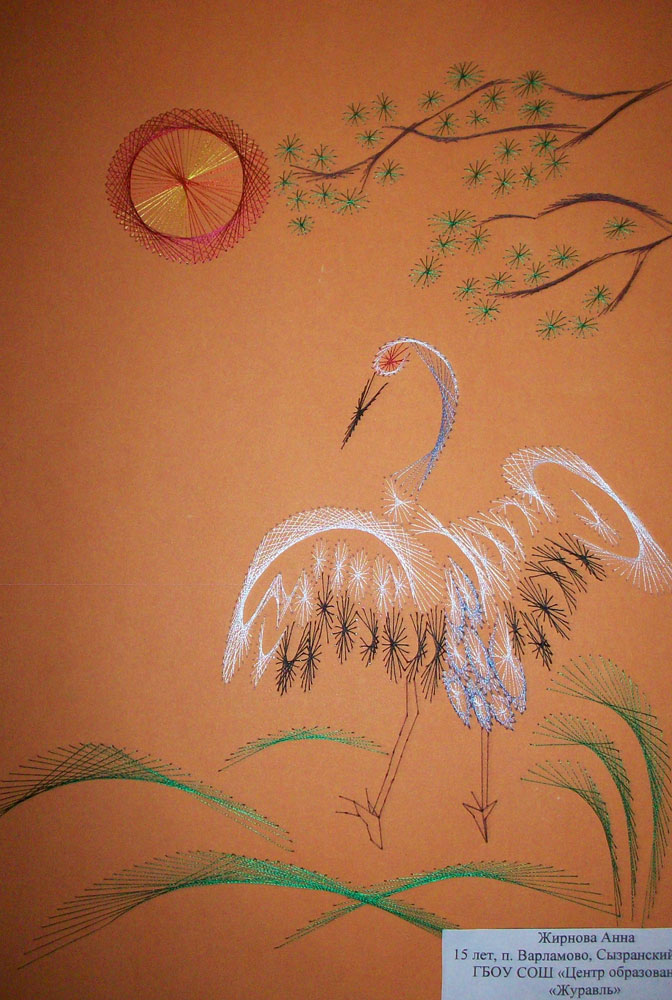 Жирнова Анна
15 лет, п. Варламово, Сызранский
ГБОУ СОШ «Центр образован
«Журавль»